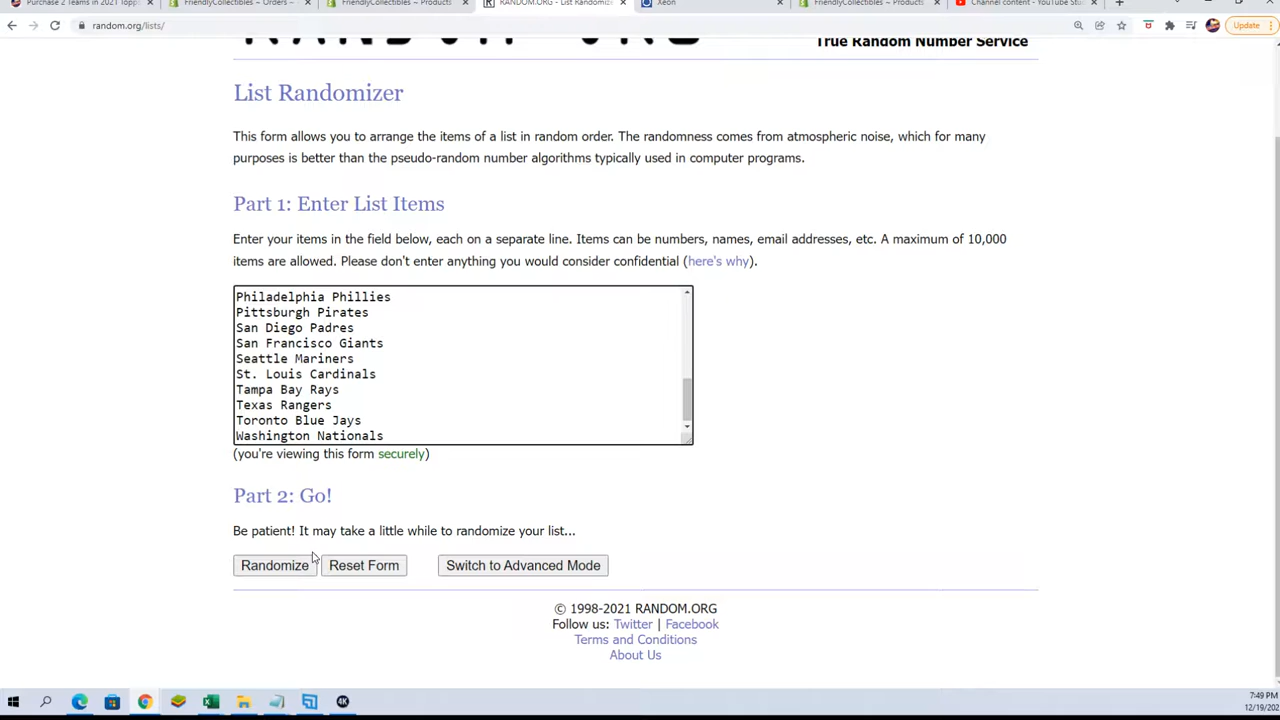 Purchase 2 Teams in 2021 Topp
FriendlyCollectibles ~ Orders ~
FriendlyCollectibles ~ Products
RANDOM.ORG - List Randomize
Xeon
FriendlyCollectibles ~ Products
Channel content - YouTube Stu
random.org/lists/
Update
RANDOM.ORG
True Random Number Service
List Randomizer
This form allows you to arrange the items of a list in random order. The randomness comes from atmospheric noise, which for many
purposes is better than the pseudo-random number algorithms typically used in computer programs.
Part 1: Enter List Items
Enter your items in the field below, each on a separate line. Items can be numbers, names, email addresses, etc. A maximum of 10,000
items are allowed. Please don't enter anything you would consider confidential (here's why).
Philadelphia Phillies
Pittsburgh Pirates
San Diego Padres
San Francisco Giants
Seattle Mariners
St. Louis Cardinals
Tampa Bay Rays
Texas Rangers
Toronto Blue Jays
Washington Nationals
(you're viewing this form securely)
Part 2: Go!
Be patient! It may take a little while to randomize your list...
Randomize Reset Form Switch to Advanced Mode
© 1998-2021 RANDOM.ORG
Follow us: Twitter | Facebook
Terms and Conditions
About Us
4K
7:49 PM
12/19/202